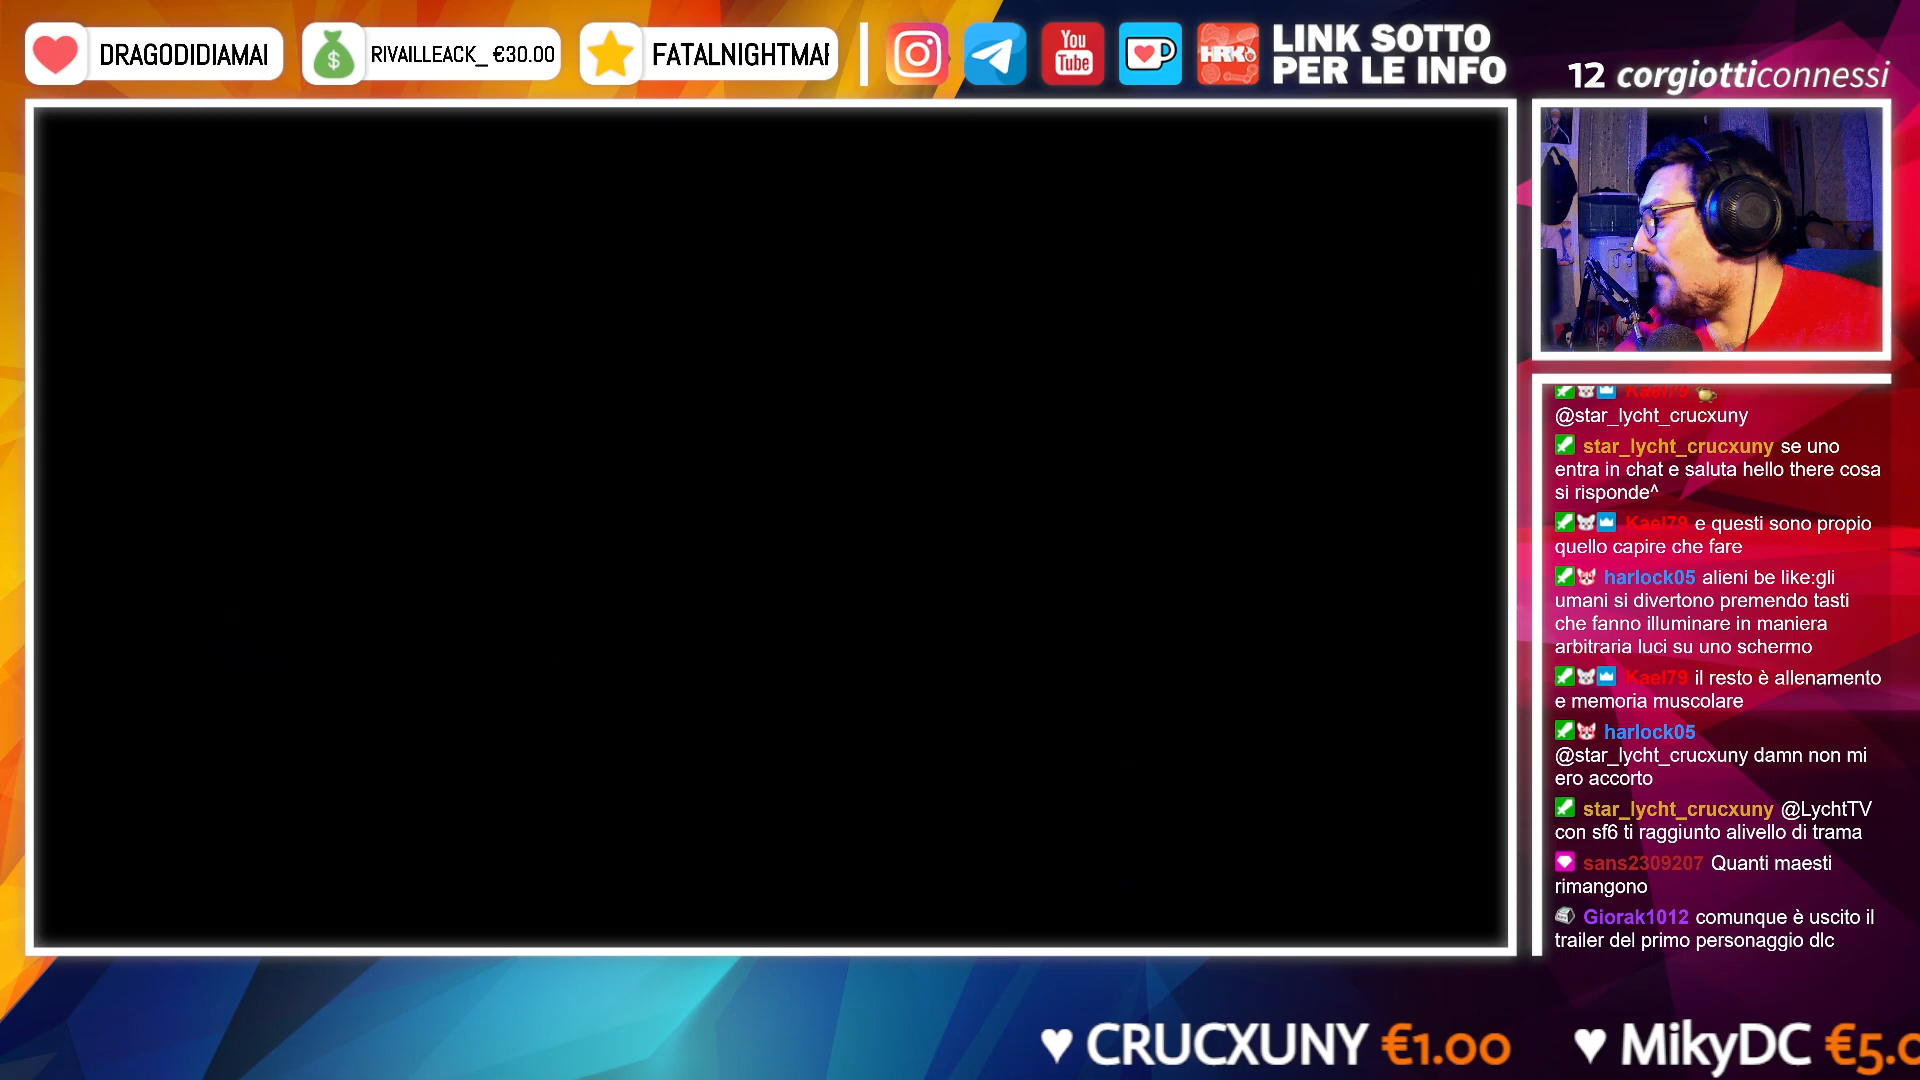 DRAGODIDIAMAI
RIVAILLEACK_ €30.00
FATALNIGHTMAR
You
Tube
HRK
LINK SOTTO
PER LE INFO
12 corgiotticonnessi
Kael79
@star_lycht_crucxuny
star_lycht_crucxuny se uno
entra in chat e saluta hello there cosa
si risponde^
Kael79 e questi sono propio
quello capire che fare
harlock05 alieni be like:gli
umani si divertono premendo tasti
che fanno illuminare in maniera
arbitraria luci su uno schermo
Kael79 il resto è allenamento
e memoria muscolare
harlock05
@star_lycht_crucxuny damn non mi
ero accorto
star_lycht_crucxuny @LychtTV
con sf6 ti raggiunto alivello di trama
sans2309207 Quanti maesti
rimangono
Giorak1012 comunque è uscito il
trailer del primo personaggio dlc
♥ CRUCXUNY €1.00 ♥ MikyDC €5.0